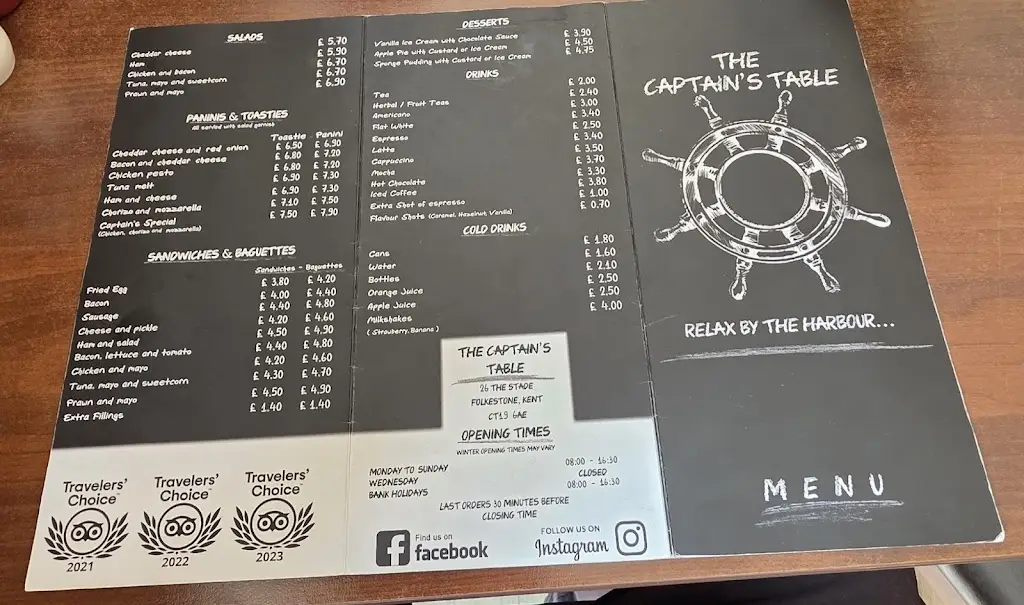 SALADS
Cheddar cheese £ 5.70
Ham £ 5.90
Chicken and bacon £ 6.70
Tuna, mayo and sweetcorn £ 6.70
Prawn and mayo £ 6.90
PANINIS & TOASTIES
All served with salad garnish
Toastie - Panini
Cheddar cheese and red onion £ 6.50 £ 6.90
Bacon and cheddar cheese £ 6.80 £ 7.20
Chicken pesto £ 6.80 £ 7.20
Tuna melt £ 6.90 £ 7.30
Ham and cheese £ 6.90 £ 7.30
Chorizo and mozzarella £ 7.10 £ 7.50
Captain's Special £ 7.50 £ 7.90
(Chicken, chorizo and mozzarella)
SANDWICHES & BAGUETTES
Sandwiches - Baguettes
Fried Egg £ 3.80 £ 4.20
Bacon £ 4.00 £ 4.40
Sausage £ 4.40 £ 4.80
Cheese and pickle £ 4.20 £ 4.60
Ham and salad £ 4.50 £ 4.90
Bacon, lettuce and tomato £ 4.40 £ 4.80
Chicken and mayo £ 4.20 £ 4.60
Tuna, mayo and sweetcorn £ 4.30 £ 4.70
Prawn and mayo £ 4.50 £ 4.90
Extra Fillings £ 1.40 £ 1.40
Travelers'
Choice™
2021
Travelers'
Choice™
2022
Travelers'
Choice™
2023
DESSERTS
Vanilla Ice Cream with Chocolate Sauce £ 3.90
Apple Pie with Custard or Ice Cream £ 4.50
Sponge Pudding with Custard or Ice Cream £ 4.75
DRINKS
Tea £ 2.00
Herbal / Fruit Teas £ 2.40
Americano £ 3.00
Flat White £ 3.40
Espresso £ 2.50
Latte £ 3.40
Cappuccino £ 3.50
Mocha £ 3.70
Hot Chocolate £ 3.30
Iced Coffee £ 3.80
Extra Shot of espresso £ 1.00
Flavour Shots (Caramel, Hazelnut, Vanilla) £ 0.70
COLD DRINKS
Cans £ 1.80
Water £ 1.60
Bottles £ 2.10
Orange Juice £ 2.50
Apple Juice £ 2.50
Milkshakes £ 4.00
( Strawberry, Banana )
THE CAPTAIN'S
TABLE
26 THE STADE
FOLKESTONE, KENT
CT19 6AE
OPENING TIMES
WINTER OPENING TIMES MAY VARY
MONDAY TO SUNDAY 08:00 - 16:30
WEDNESDAY CLOSED
BANK HOLIDAYS 08:00 - 16:30
LAST ORDERS 30 MINUTES BEFORE
CLOSING TIME
Find us on
facebook
FOLLOW US ON
Instagram
THE
CAPTAIN'S TABLE
RELAX BY THE HARBOUR...
MENU